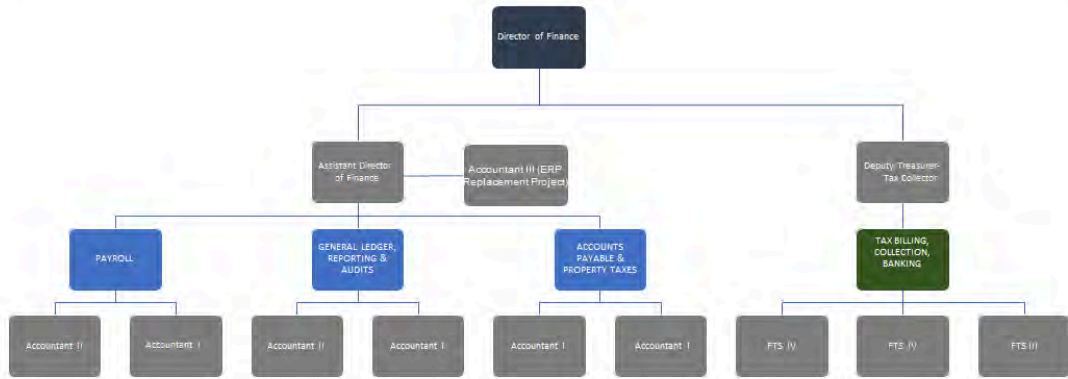 Director of Finance
Assistant Director
of Finance
Accountant III (ERP
Replacement Project)
Deputy Treasurer-
Tax Collector
PAYROLL
GENERAL LEDGER,
REPORTING &
AUDITS
ACCOUNTS
PAYABLE &
PROPERTY TAXES
TAX BILLING,
COLLECTION,
BANKING
Accountant II
Accountant I
Accountant II
Accountant I
Accountant I
Accountant I
FTS IV
FTS IV
FTS III